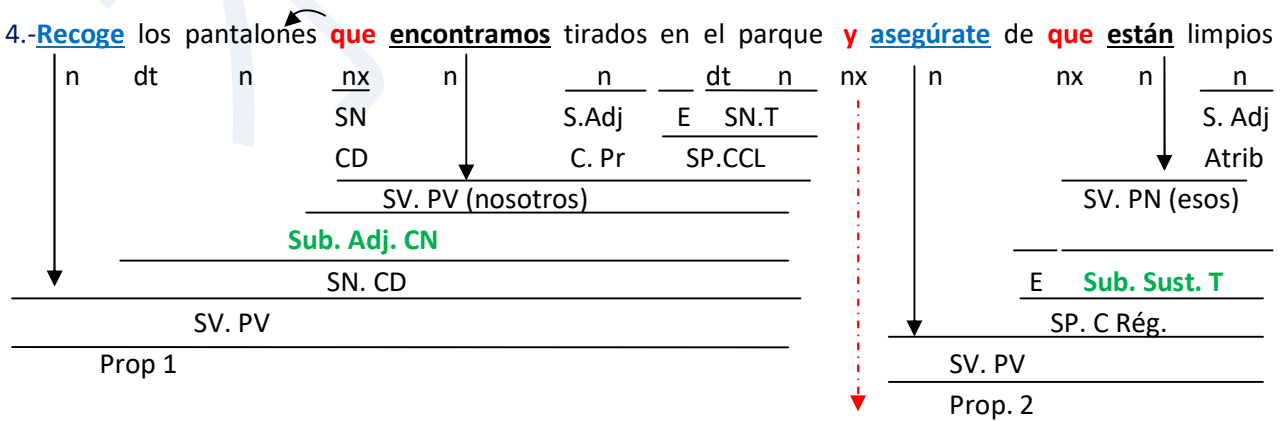 4.-Recoge los pantalones que encontramos tirados en el parque y asegúrate de que están limpios
n dt n nx n n dt n nx n nx n n
SN S.Adj E SN.T S. Adj
CD C. Pr SP.CCL Atrib
SV. PV (nosotros) SV. PN (esos)
Sub. Adj. CN
SN. CD E Sub. Sust. T
SV. PV SP. C Rég.
Prop 1 SV. PV
Prop. 2